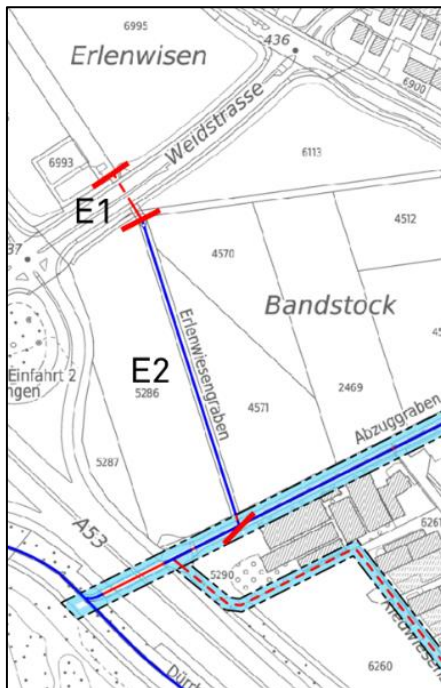 6995
436
Erlenwisen
6900
Weidstrasse
6993
6113
E1
4512
37
4570
Bandstock
Erlenwiesengraben
E2
Einfahrt 2
5286
ngen
2469
4571
Abzuggraben
5287
A53
5290
6260